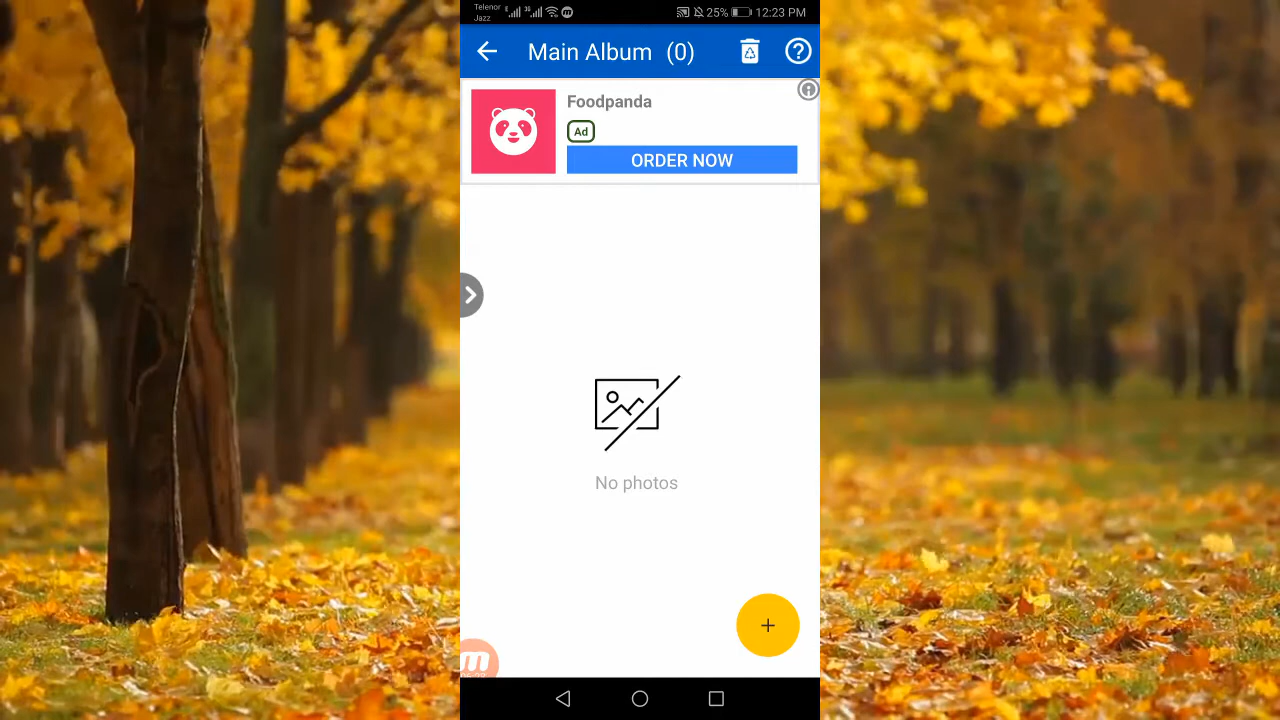 Telenor
Jazz
25% 12:23 PM
Main Album (0)
Foodpanda
Ad
ORDER NOW
No photos
+